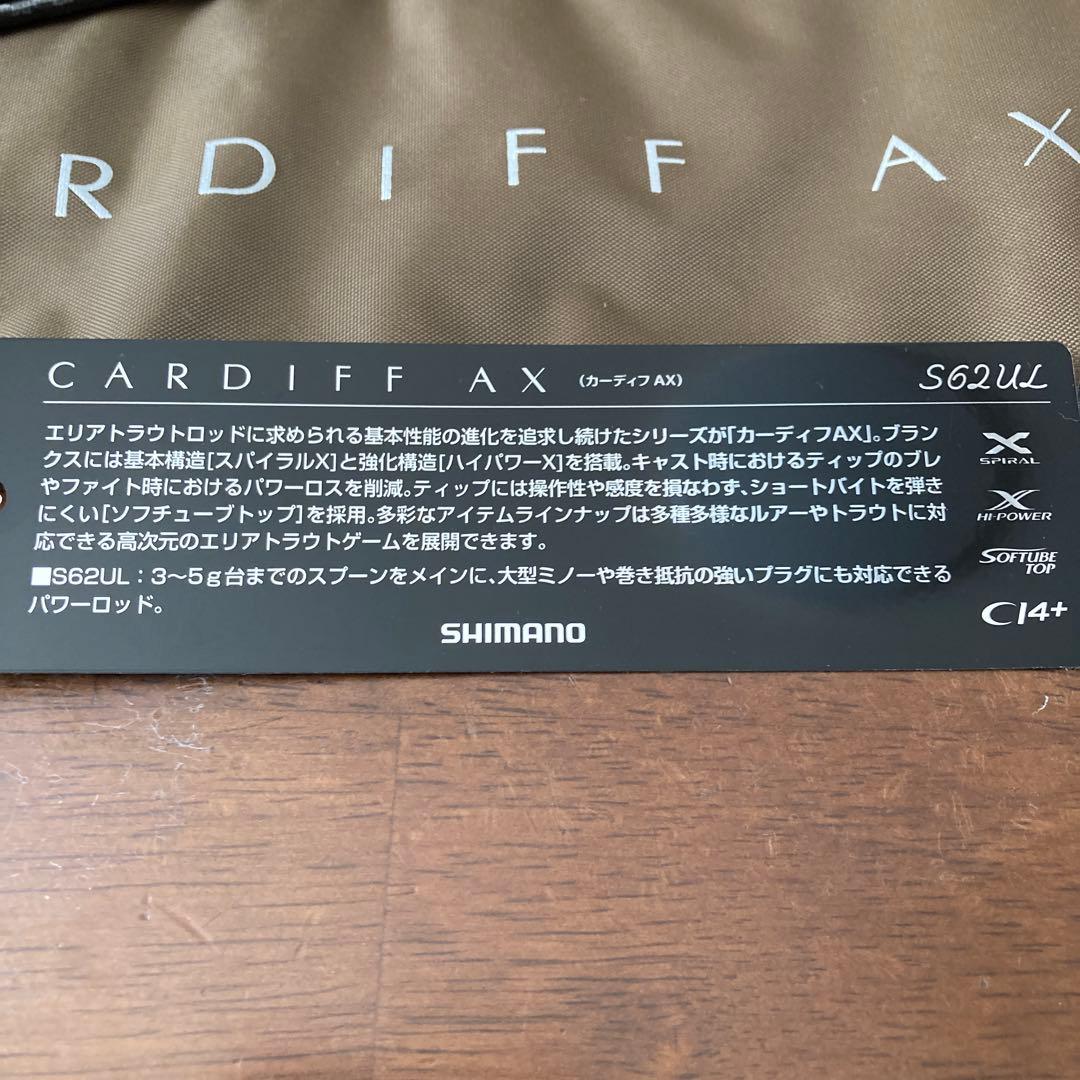 RDIFF AX
CARDIFF AX (カーディフ AX) S62UL
エリアトラウトロッドに求められる基本性能の進化を追求し続けたシリーズが「カーディフAX」。ブラン
クスには基本構造[スパイラルX]と強化構造[ハイパワーX]を搭載。キャスト時におけるティップのブレ
やファイト時におけるパワーロスを削減。ティップには操作性や感度を損なわず、ショートバイトを弾き
にくい[ソフチューブトップ]を採用。多彩なアイテムラインナップは多種多様なルアーやトラウトに対
応できる高次元のエリアトラウトゲームを展開できます。
■S62UL：3〜5g台までのスプーンをメインに、大型ミノーや巻き抵抗の強いプラグにも対応できる
パワーロッド。
SHIMANO
X
SPIRAL
X
HI-POWER
SOFTUBE
TOP
CI4+